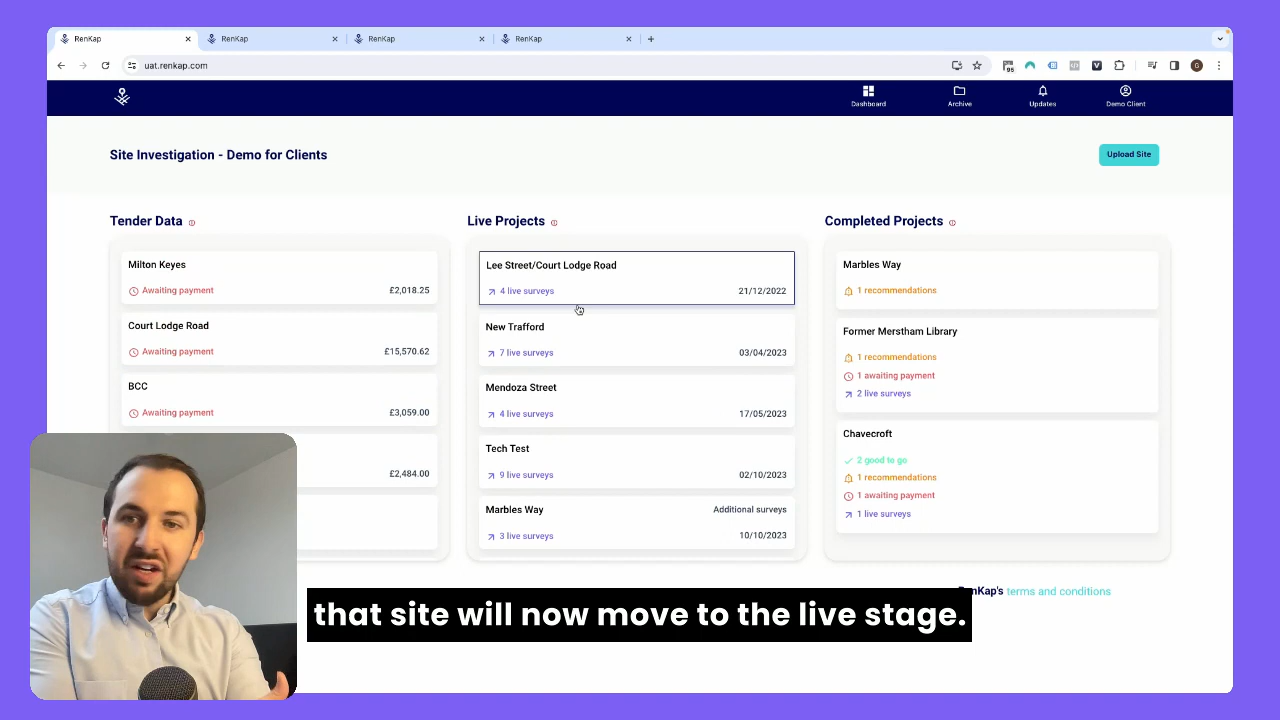 RenKap
RenKap
RenKap
RenKap
uat.renkap.com
Dashboard
Archive
Updates
Demo Client
Site Investigation - Demo for Clients
Upload Site
Tender Data
Milton Keyes
Awaiting payment £2,018.25
Court Lodge Road
Awaiting payment £15,570.62
BCC
Awaiting payment £3,059.00
£2,484.00
Live Projects
Lee Street/Court Lodge Road
4 live surveys 21/12/2022
New Trafford
7 live surveys 03/04/2023
Mendoza Street
4 live surveys 17/05/2023
Tech Test
9 live surveys 02/10/2023
Marbles Way Additional surveys
3 live surveys 10/10/2023
Completed Projects
Marbles Way
1 recommendations
Former Merstham Library
1 recommendations
1 awaiting payment
2 live surveys
Chavecroft
2 good to go
1 recommendations
1 awaiting payment
1 live surveys
nKap's terms and conditions
that site will now move to the live stage.